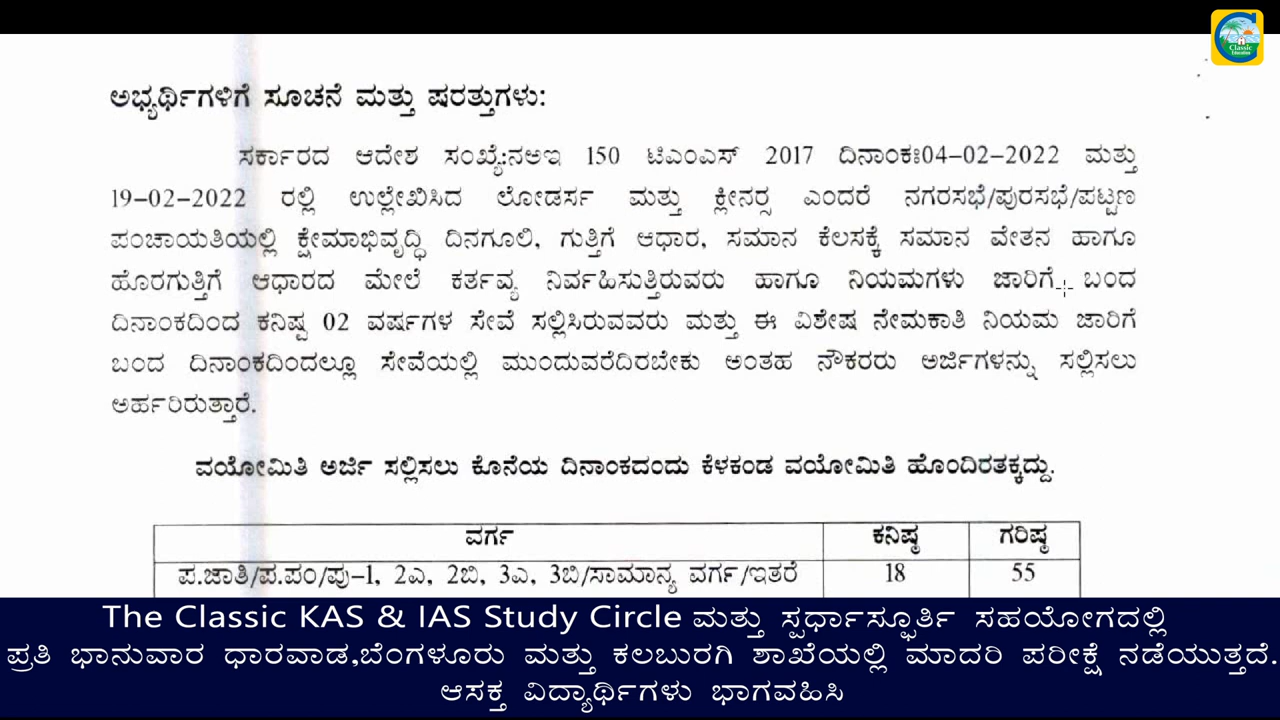 Classic
Education
ಅಭ್ಯರ್ಥಿಗಳಿಗೆ ಸೂಚನೆ ಮತ್ತು ಷರತ್ತುಗಳು:
ಸರ್ಕಾರದ ಆದೇಶ ಸಂಖ್ಯೆ:ನಅಇ 150 ಟಿಎಂಎಸ್ 2017 ದಿನಾಂಕಃ04-02-2022 ಮತ್ತು
19-02-2022 ರಲ್ಲಿ ಉಲ್ಲೇಖಿಸಿದ ಲೋಡರ್ಸ ಮತ್ತು ಕ್ಲೀನರ‍್ಸ ಎಂದರೆ ನಗರಸಭೆ/ಪುರಸಭೆ/ಪಟ್ಟಣ
ಪಂಚಾಯತಿಯಲ್ಲಿ ಕ್ಷೇಮಾಭಿವೃದ್ಧಿ ದಿನಗೂಲಿ, ಗುತ್ತಿಗೆ ಆಧಾರ, ಸಮಾನ ಕೆಲಸಕ್ಕೆ ಸಮಾನ ವೇತನ ಹಾಗೂ
ಹೊರಗುತ್ತಿಗೆ ಆಧಾರದ ಮೇಲೆ ಕರ್ತವ್ಯ ನಿರ್ವಹಿಸುತ್ತಿರುವರು ಹಾಗೂ ನಿಯಮಗಳು ಜಾರಿಗೆ ಬಂದ
ದಿನಾಂಕದಿಂದ ಕನಿಷ್ಟ 02 ವರ್ಷಗಳ ಸೇವೆ ಸಲ್ಲಿಸಿರುವವರು ಮತ್ತು ಈ ವಿಶೇಷ ನೇಮಕಾತಿ ನಿಯಮ ಜಾರಿಗೆ
ಬಂದ ದಿನಾಂಕದಿಂದಲ್ಲೂ ಸೇವೆಯಲ್ಲಿ ಮುಂದುವರೆದಿರಬೇಕು ಅಂತಹ ನೌಕರರು ಅರ್ಜಿಗಳನ್ನು ಸಲ್ಲಿಸಲು
ಅರ್ಹರಿರುತ್ತಾರೆ.
ವಯೋಮಿತಿ ಅರ್ಜಿ ಸಲ್ಲಿಸಲು ಕೊನೆಯ ದಿನಾಂಕದಂದು ಕೆಳಕಂಡ ವಯೋಮಿತಿ ಹೊಂದಿರತಕ್ಕದ್ದು.
ವರ್ಗ ಕನಿಷ್ಠ ಗರಿಷ್ಠ
ಪ.ಜಾತಿ/ಪ.ಪಂ/ಪು-1, 2ಎ, 2ಬಿ, 3ಎ, 3ಬಿ/ಸಾಮಾನ್ಯ ವರ್ಗ/ಇತರೆ 18 55
The Classic KAS & IAS Study Circle ಮತ್ತು ಸ್ಪರ್ಧಾಸ್ಫೂರ್ತಿ ಸಹಯೋಗದಲ್ಲಿ
ಪ್ರತಿ ಭಾನುವಾರ ಧಾರವಾಡ,ಬೆಂಗಳೂರು ಮತ್ತು ಕಲಬುರಗಿ ಶಾಖೆಯಲ್ಲಿ ಮಾದರಿ ಪರೀಕ್ಷೆ ನಡೆಯುತ್ತದೆ.
ಆಸಕ್ತ ವಿದ್ಯಾರ್ಥಿಗಳು ಭಾಗವಹಿಸಿ